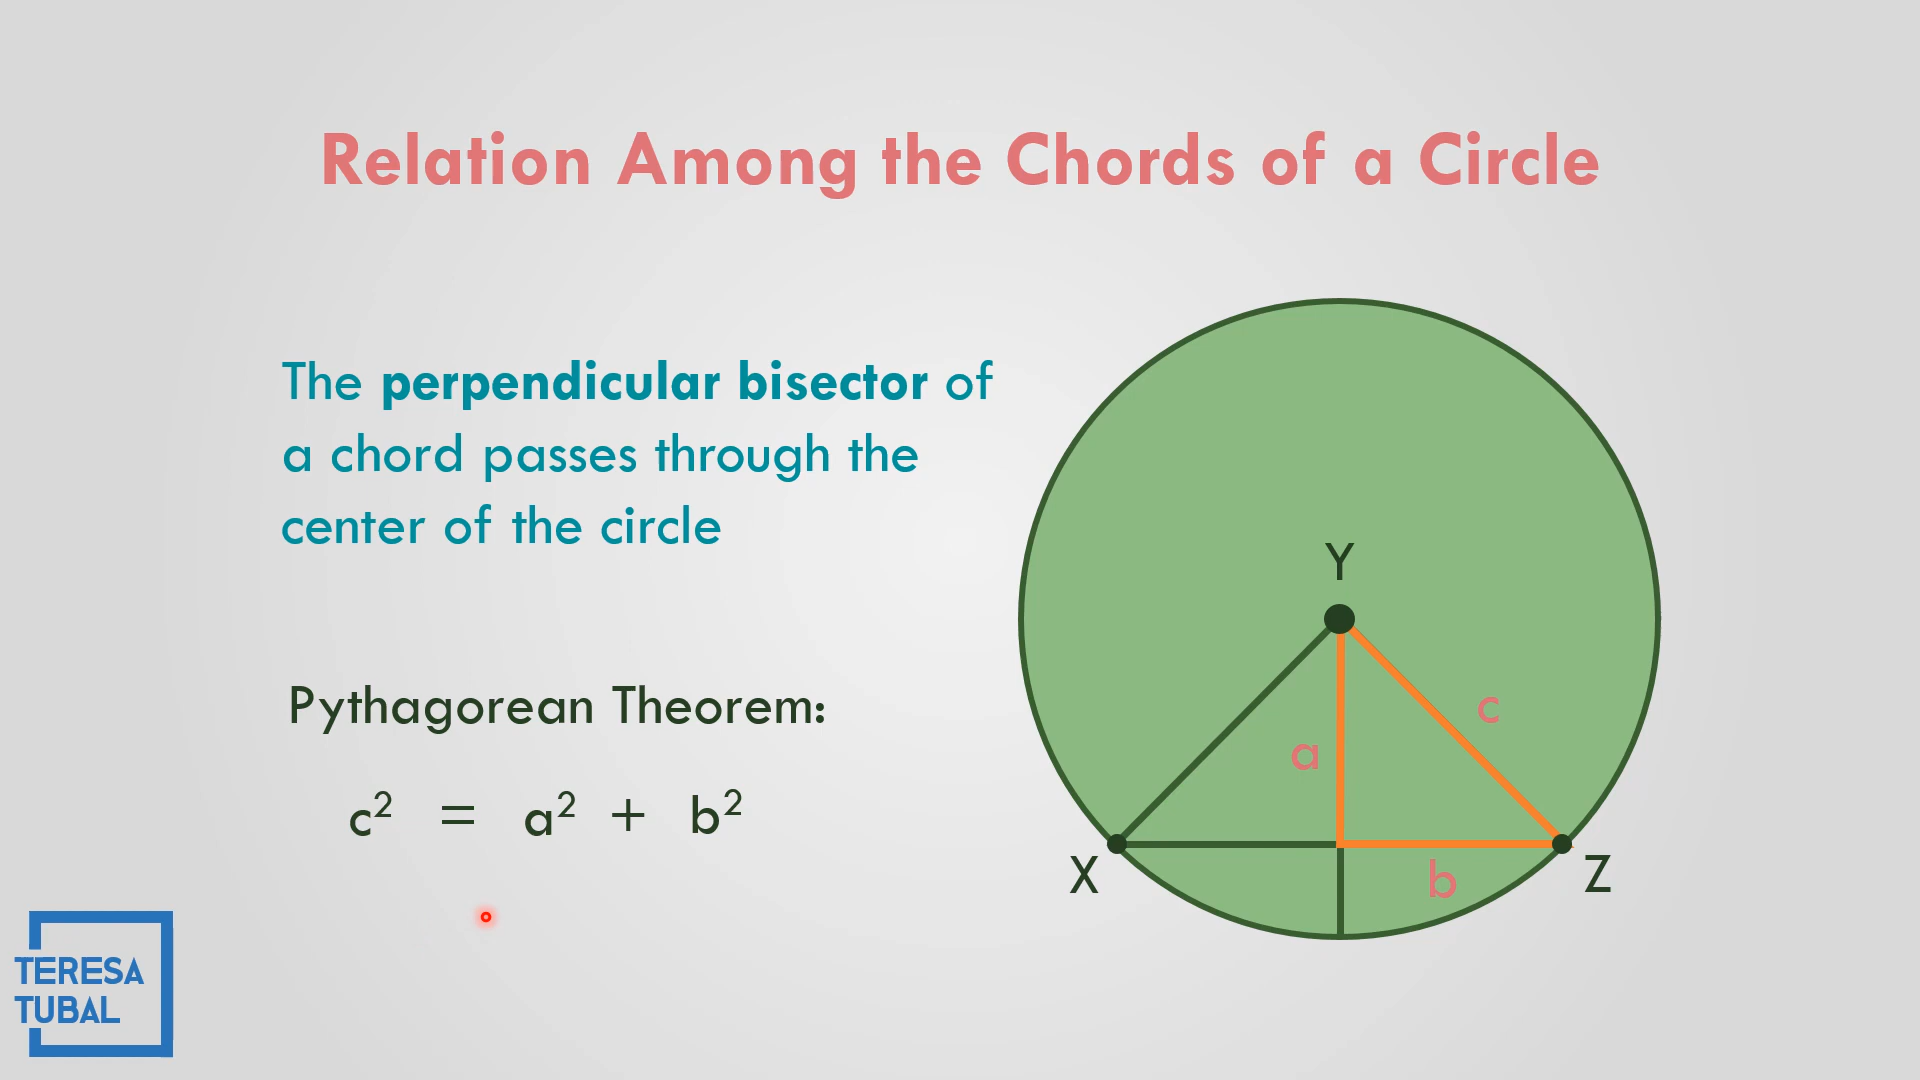 Relation Among the Chords of a Circle
The perpendicular bisector of
a chord passes through the
center of the circle
Pythagorean Theorem:
c² = a² + b²
Y
c
a
X
b
Z
TERESA
TUBAL